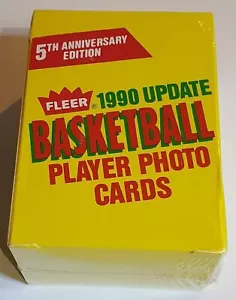 5TH ANNIVERSARY
EDITION
FLEER® 1990 UPDATE
BASKETBALL
PLAYER PHOTO
CARDS